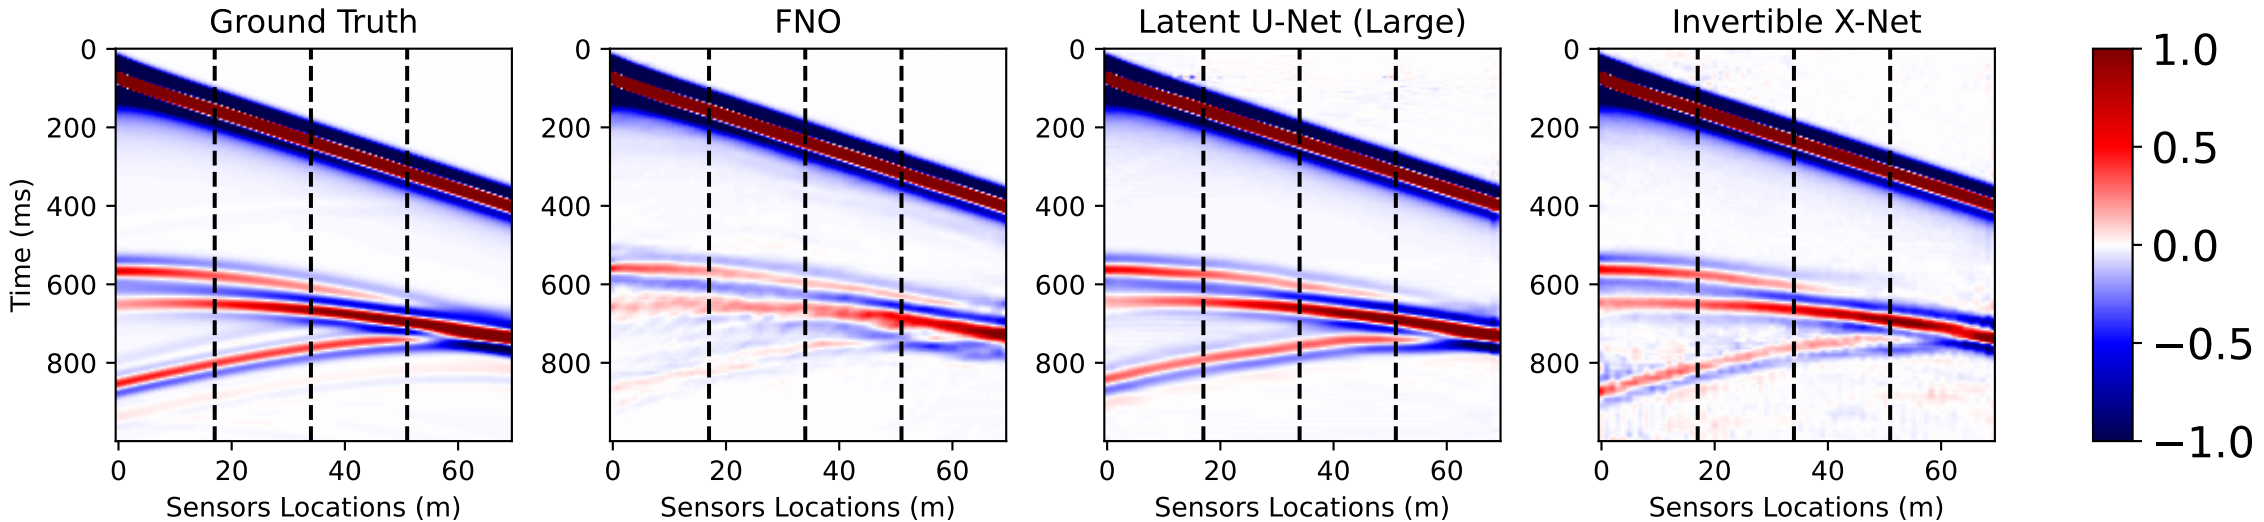 Ground Truth
FNO
Latent U-Net (Large)
Invertible X-Net
0
200
400
600
800
Time (ms)
0 20 40 60
Sensors Locations (m)
0
200
400
600
800
0 20 40 60
Sensors Locations (m)
0
200
400
600
800
0 20 40 60
Sensors Locations (m)
0
200
400
600
800
0 20 40 60
Sensors Locations (m)
1.0
0.5
0.0
−0.5
−1.0